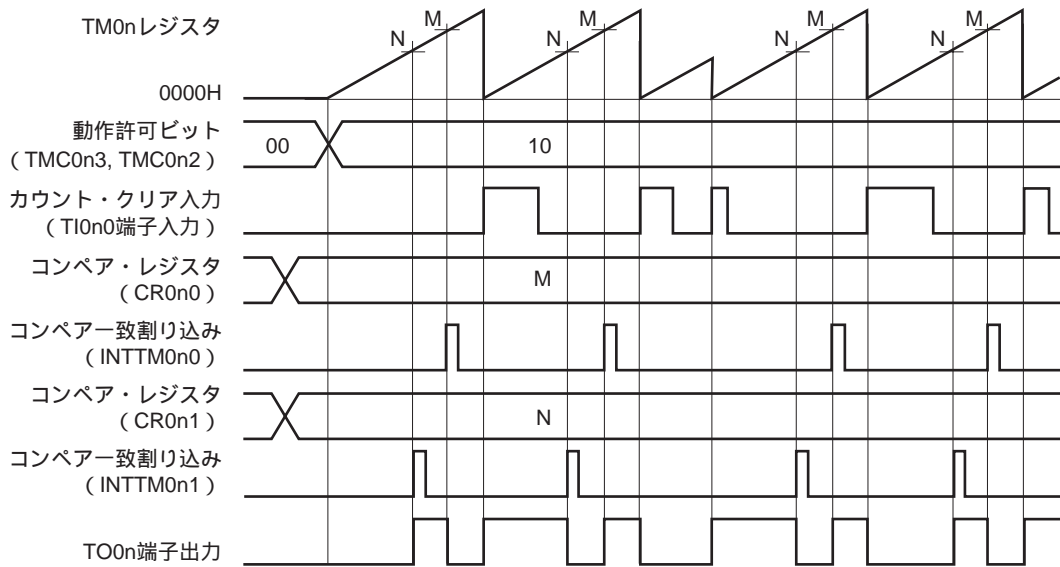 TM0nレジスタ
N M N M N M N M
0000H
動作許可ビット
（TMC0n3, TMC0n2）
00 10
カウント・クリア入力
（TI0n0端子入力）
コンペア・レジスタ
（CR0n0）
M
コンペア一致割り込み
（INTTM0n0）
コンペア・レジスタ
（CR0n1）
N
コンペア一致割り込み
（INTTM0n1）
TO0n端子出力